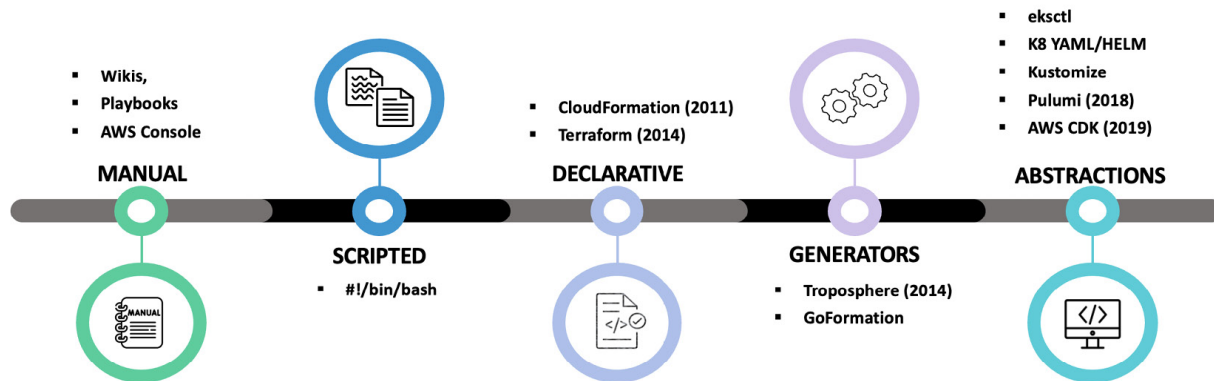 ▪ Wikis,
▪ Playbooks
▪ AWS Console
MANUAL
MANUAL
SCRIPTED
▪ #!/bin/bash
▪ CloudFormation (2011)
▪ Terraform (2014)
DECLARATIVE
</>
GENERATORS
▪ Troposphere (2014)
▪ GoFormation
▪ eksctl
▪ K8 YAML/HELM
▪ Kustomize
▪ Pulumi (2018)
▪ AWS CDK (2019)
ABSTRACTIONS
</>